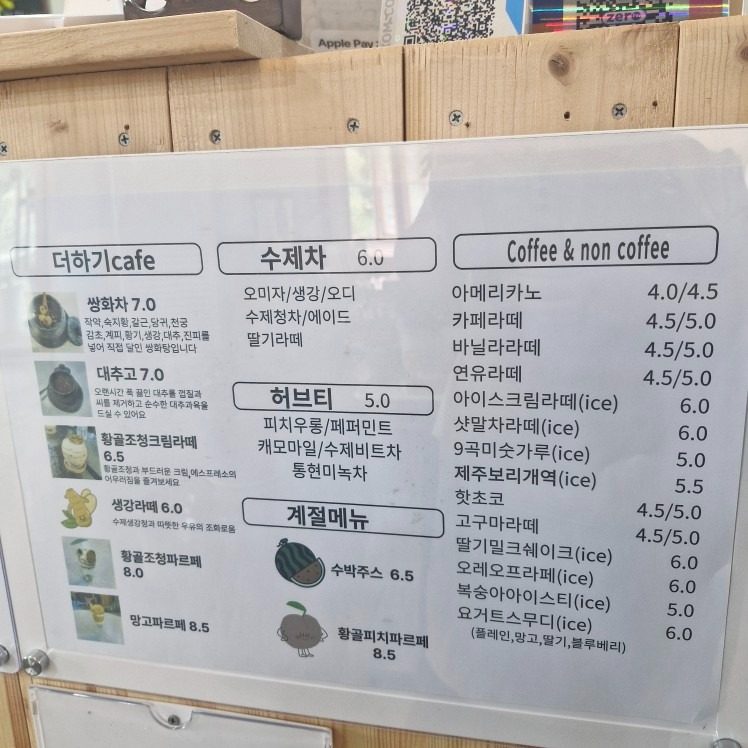 Apple Pay
zero
더하기cafe
쌍화차 7.0
작약,숙지황,갈근,당귀,천궁
감초,계피,황기,생강,대추,진피를
넣어 직접 달인 쌍화탕입니다
대추고 7.0
오랜시간 푹 끓인 대추를 껍질과
씨를 제거하고 순수한 대추과육을
드실 수 있어요
황골조청크림라떼
6.5
황골조청과 부드러운 크림,에스프레소의
어우러짐을 즐겨보세요
생강라떼 6.0
수제생강청과 따뜻한 우유의 조화로움
황골조청파르페
8.0
망고파르페 8.5
수제차 6.0
오미자/생강/오디
수제청차/에이드
딸기라떼
허브티 5.0
피치우롱/페퍼민트
캐모마일/수제비트차
통현미녹차
계절메뉴
수박주스 6.5
황골피치파르페
8.5
Coffee & non coffee
아메리카노 4.0/4.5
카페라떼 4.5/5.0
바닐라라떼 4.5/5.0
연유라떼 4.5/5.0
아이스크림라떼(ice) 6.0
샷말차라떼(ice) 6.0
9곡미숫가루(ice) 5.0
제주보리개역(ice) 5.5
핫초코 4.5/5.0
고구마라떼 4.5/5.0
딸기밀크쉐이크(ice) 6.0
오레오프라페(ice) 6.0
복숭아아이스티(ice) 5.0
요거트스무디(ice) 6.0
(플레인,망고,딸기,블루베리)